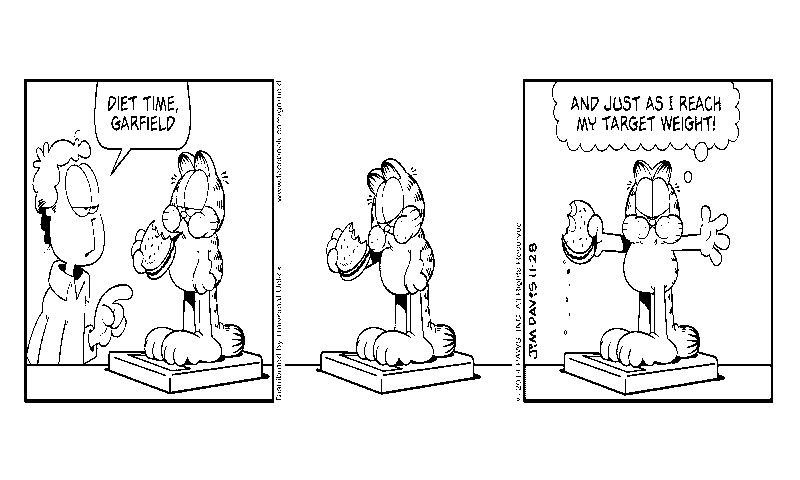 DIET TIME,
GARFIELD
AND JUST AS I REACH
MY TARGET WEIGHT!
JIM DAVIS 11·28